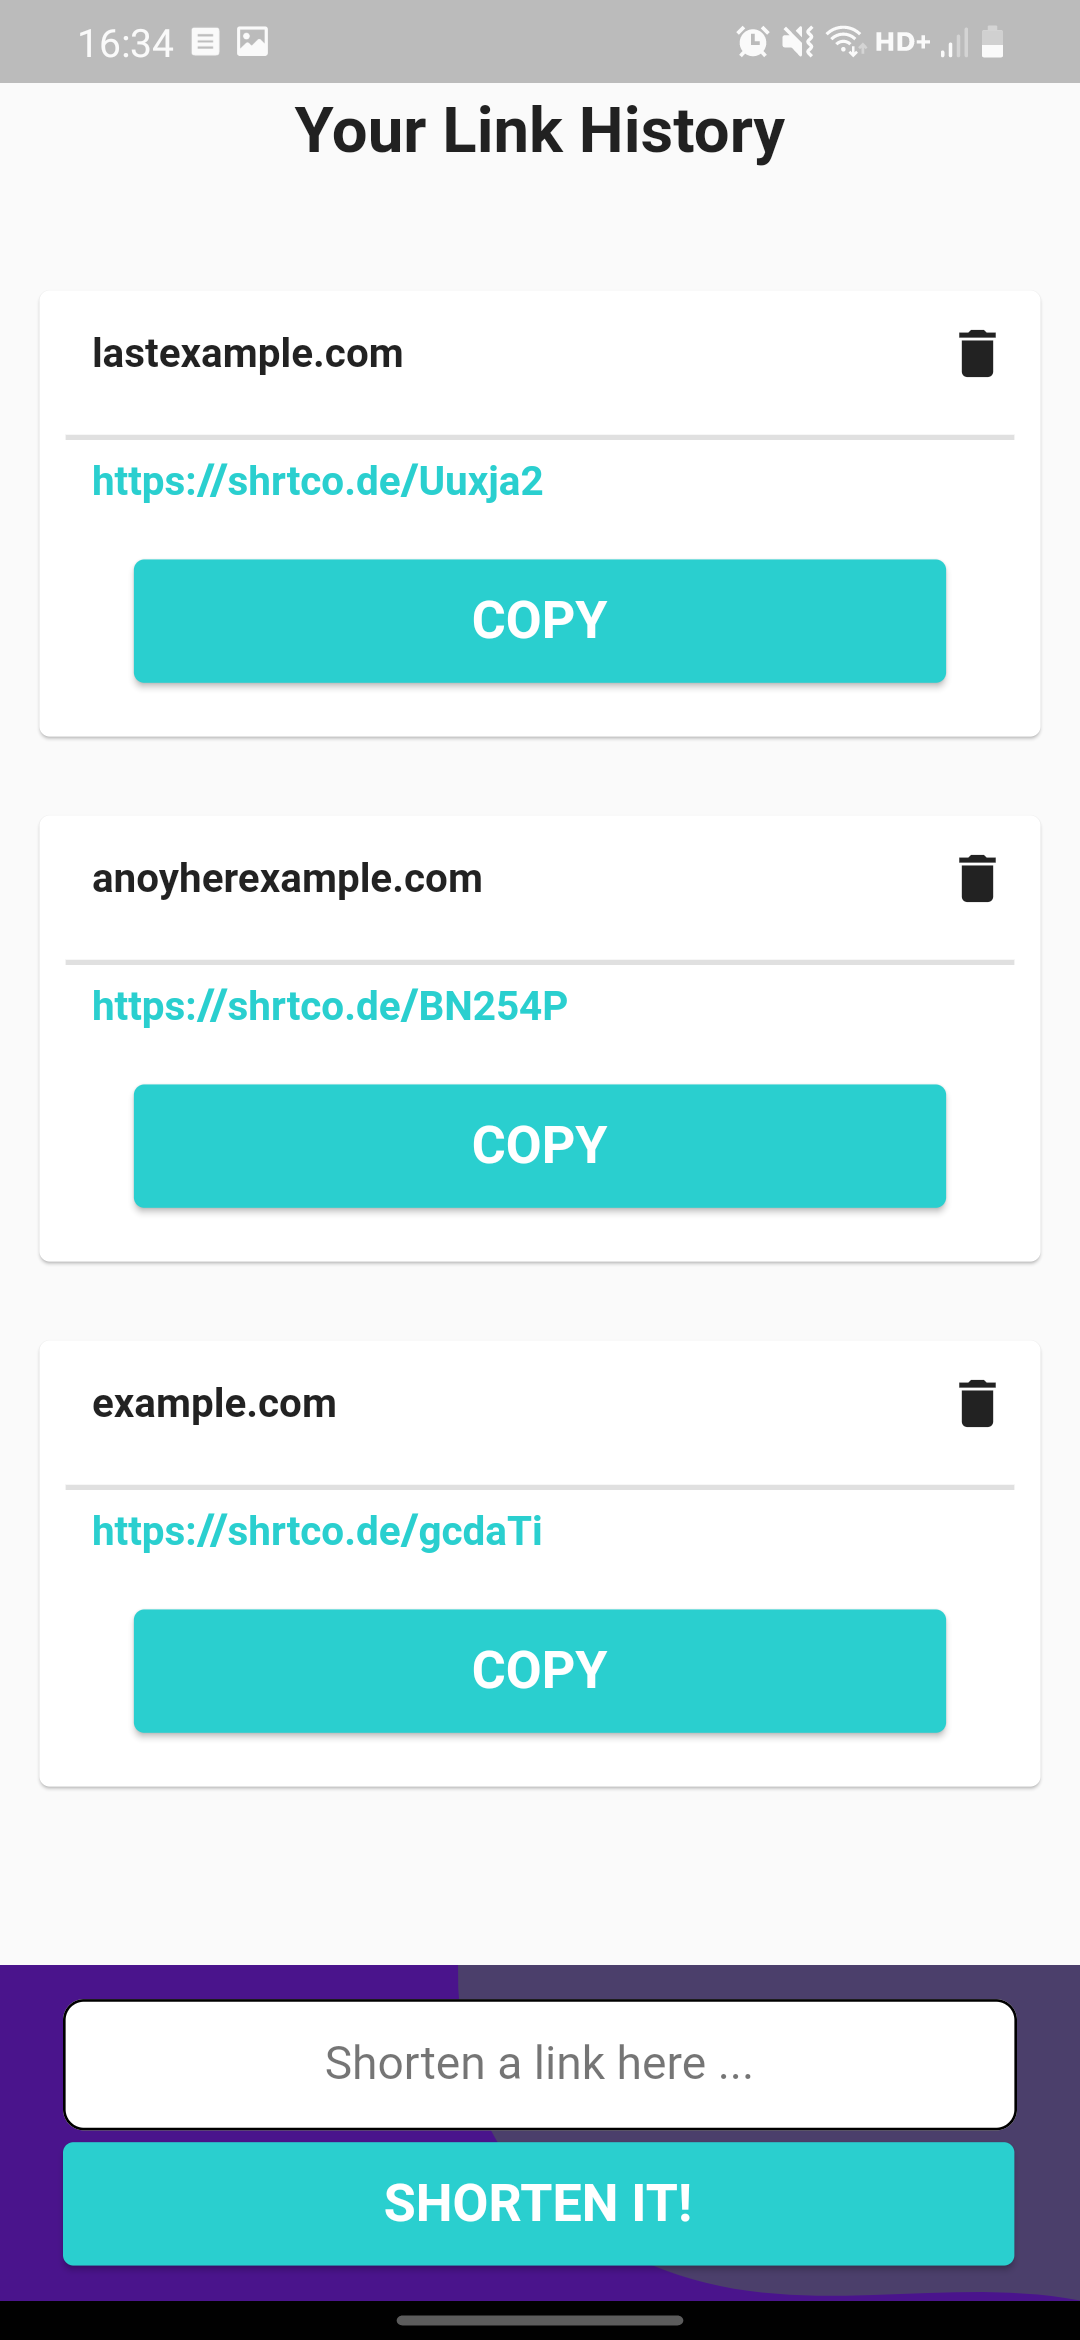 16:34 HD+
Your Link History
lastexample.com
https://shrtco.de/Uuxja2
COPY
anoyherexample.com
https://shrtco.de/BN254P
COPY
example.com
https://shrtco.de/gcdaTi
COPY
Shorten a link here ...
SHORTEN IT!